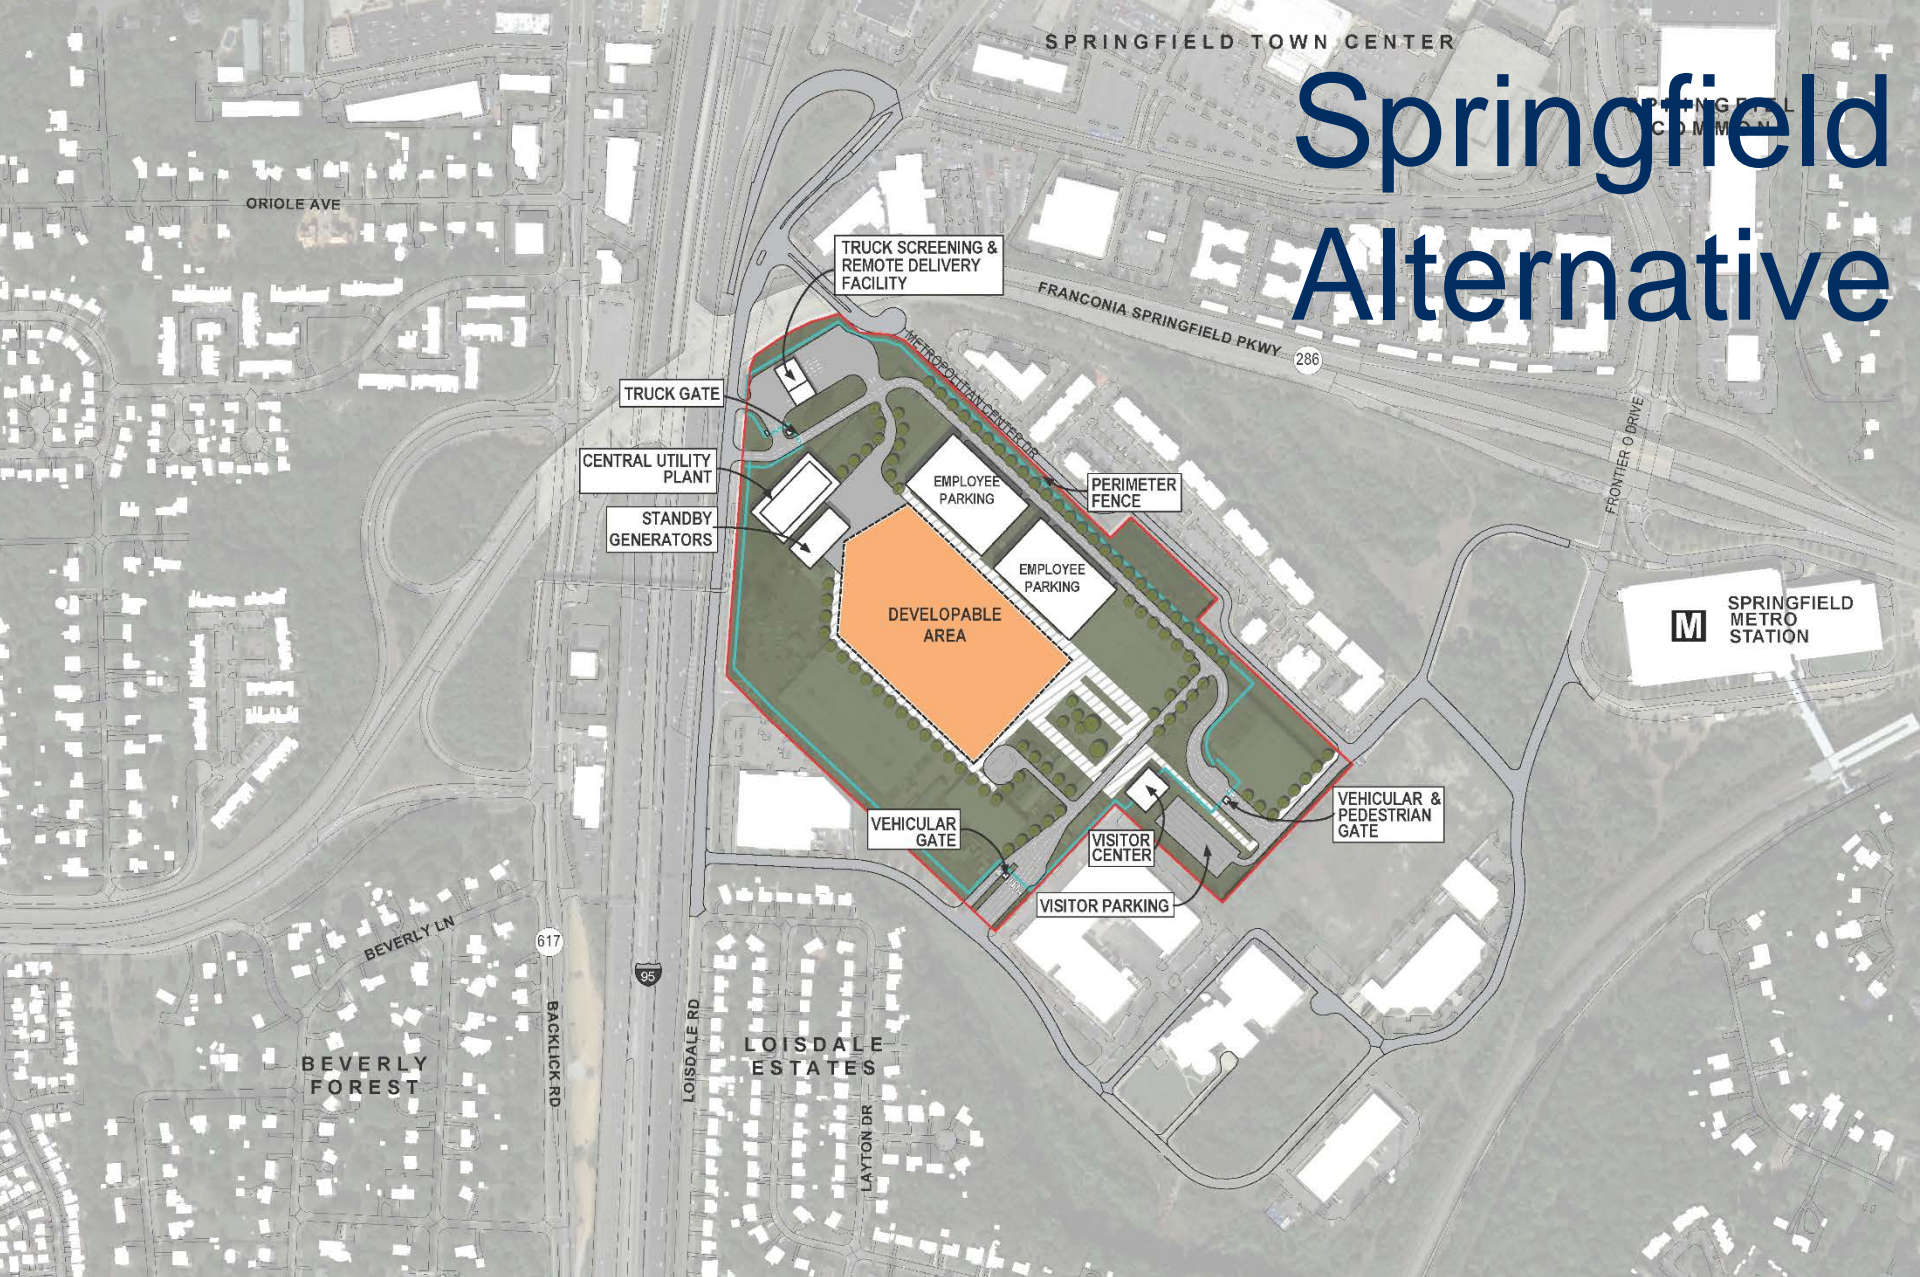 SPRINGFIELD TOWN CENTER
Springfield
Alternative
SPRINGFIEL
COMMON
ORIOLE AVE
TRUCK SCREENING &
REMOTE DELIVERY
FACILITY
FRANCONIA SPRINGFIELD PKWY
286
METROPOLITIAN CENTER DR
TRUCK GATE
FRONTIER O DRIVE
CENTRAL UTILITY
PLANT
EMPLOYEE
PARKING
PERIMETER
FENCE
STANDBY
GENERATORS
EMPLOYEE
PARKING
DEVELOPABLE
AREA
M
SPRINGFIELD
METRO
STATION
VEHICULAR
GATE
VISITOR
CENTER
VEHICULAR &
PEDESTRIAN
GATE
VISITOR PARKING
BEVERLY LN
617
95
BACKLICK RD
LOISDALE RD
BEVERLY
FOREST
LOISDALE
ESTATES
LAYTON DR